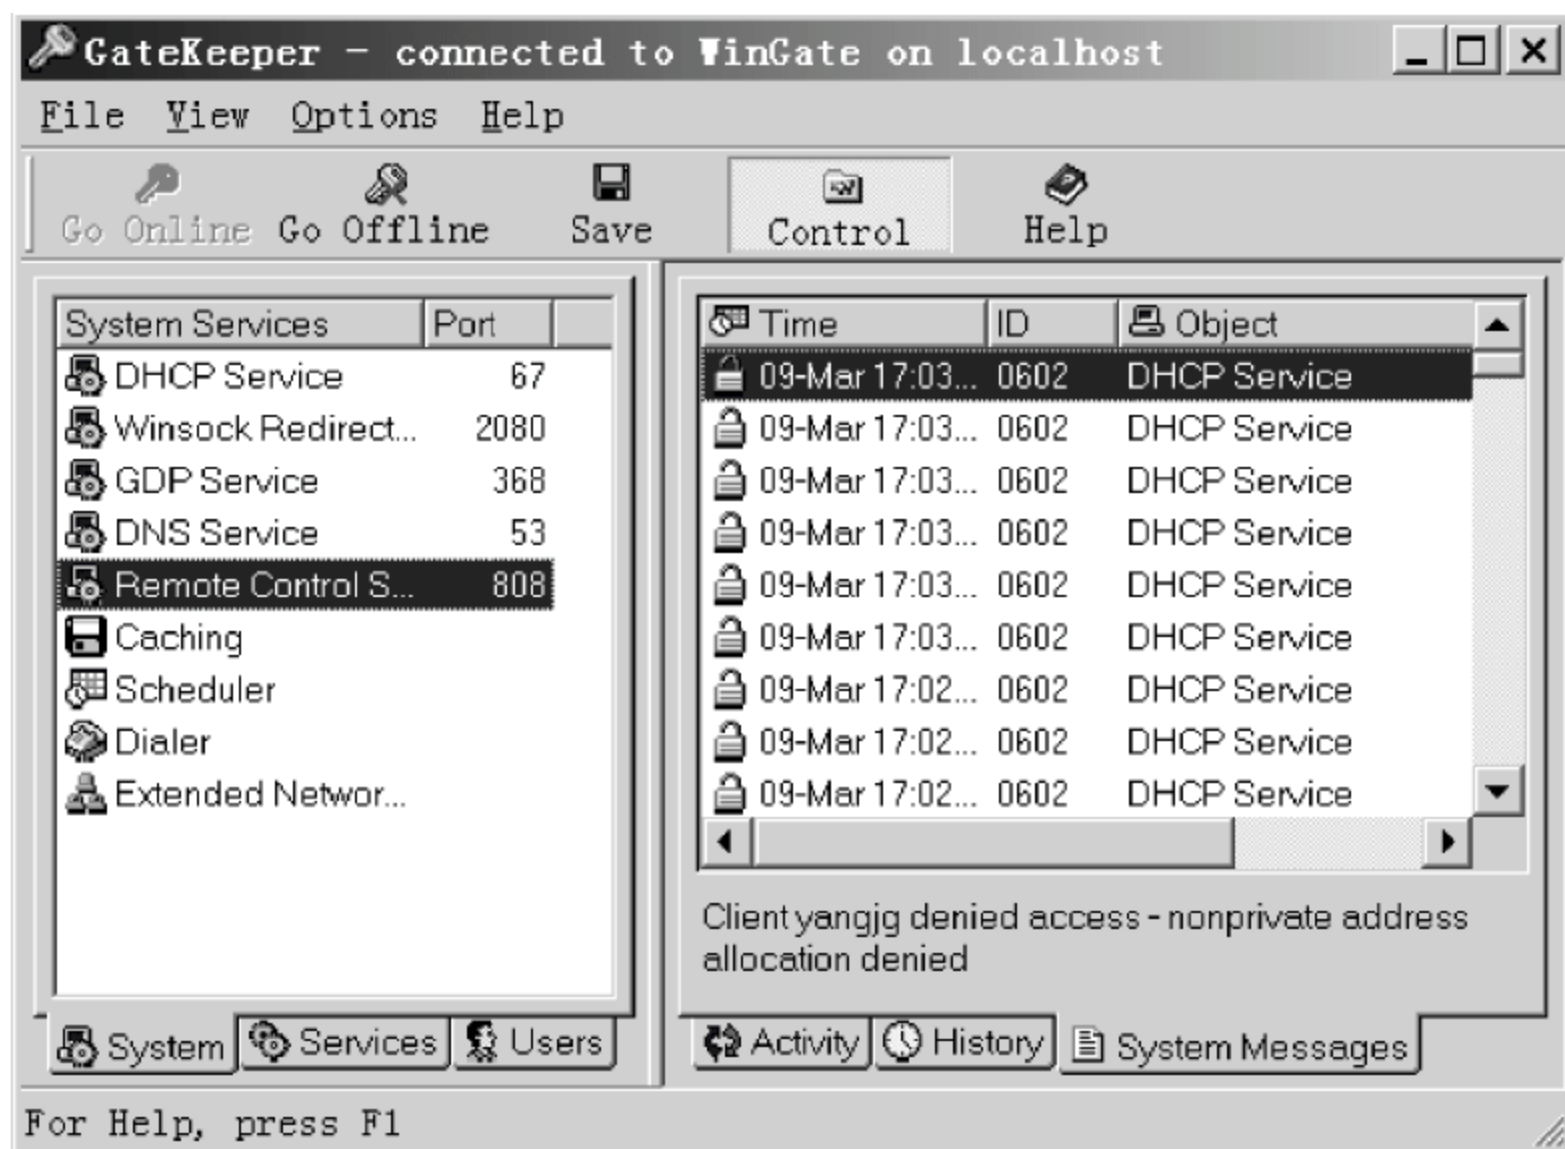 GateKeeper - connected to WinGate on localhost
File View Options Help
Go Online Go Offline Save Control Help
System Services Port
DHCP Service 67
Winsock Redirect... 2080
GDP Service 368
DNS Service 53
Remote Control S... 808
Caching
Scheduler
Dialer
Extended Networ...
System Services Users
Time ID Object
09-Mar 17:03... 0602 DHCP Service
09-Mar 17:03... 0602 DHCP Service
09-Mar 17:03... 0602 DHCP Service
09-Mar 17:03... 0602 DHCP Service
09-Mar 17:03... 0602 DHCP Service
09-Mar 17:03... 0602 DHCP Service
09-Mar 17:02... 0602 DHCP Service
09-Mar 17:02... 0602 DHCP Service
09-Mar 17:02... 0602 DHCP Service
Client yangjg denied access - nonprivate address
allocation denied
Activity History System Messages
For Help, press F1